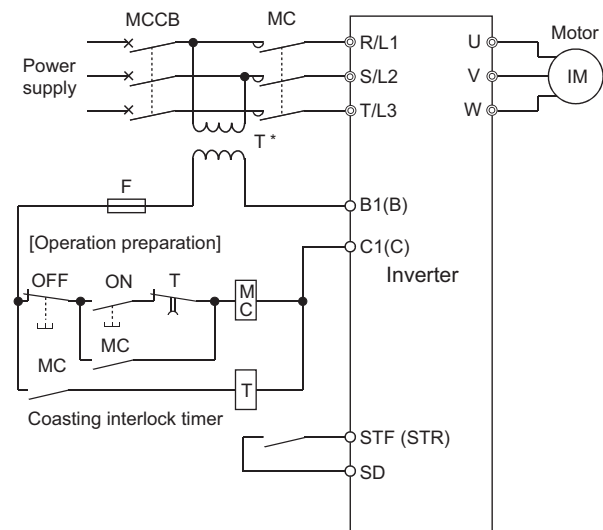 MCCB
MC
Power
supply
R/L1
S/L2
T/L3
U
V
W
Motor
IM
T *
F
B1(B)
[Operation preparation]
C1(C)
Inverter
OFF
ON
T
M
C
MC
MC
T
Coasting interlock timer
STF (STR)
SD